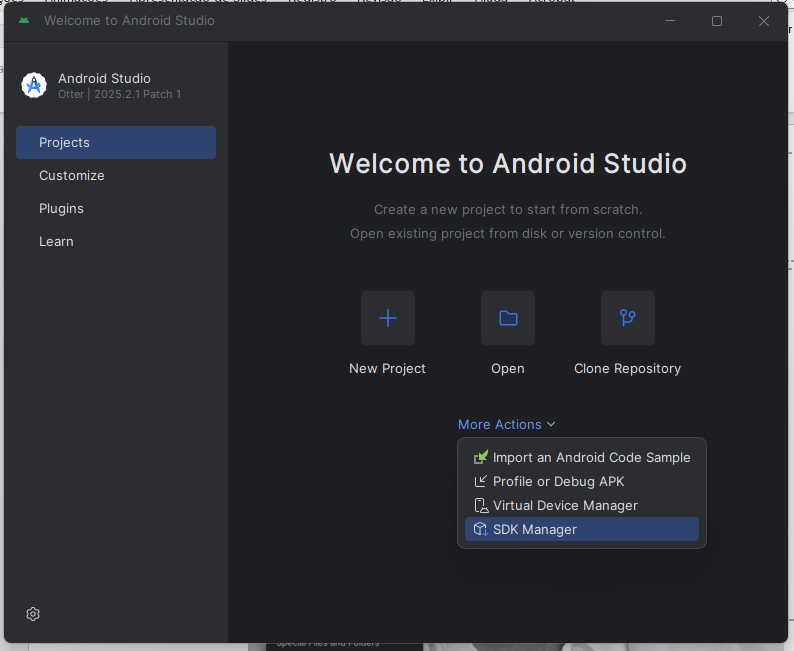 Welcome to Android Studio
Android Studio
Otter | 2025.2.1 Patch 1
Projects
Customize
Plugins
Learn
Welcome to Android Studio
Create a new project to start from scratch.
Open existing project from disk or version control.
New Project
Open
Clone Repository
More Actions
Import an Android Code Sample
Profile or Debug APK
Virtual Device Manager
SDK Manager
Special Files and Folders